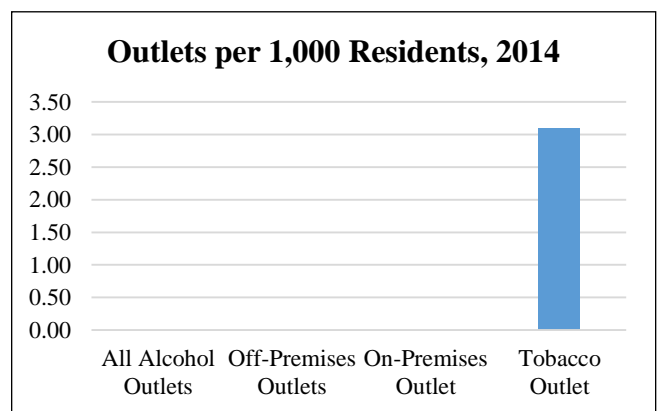 Outlets per 1,000 Residents, 2014
3.50
3.00
2.50
2.00
1.50
1.00
0.50
0.00
All Alcohol Off-Premises On-Premises Tobacco
Outlets Outlets Outlet Outlet